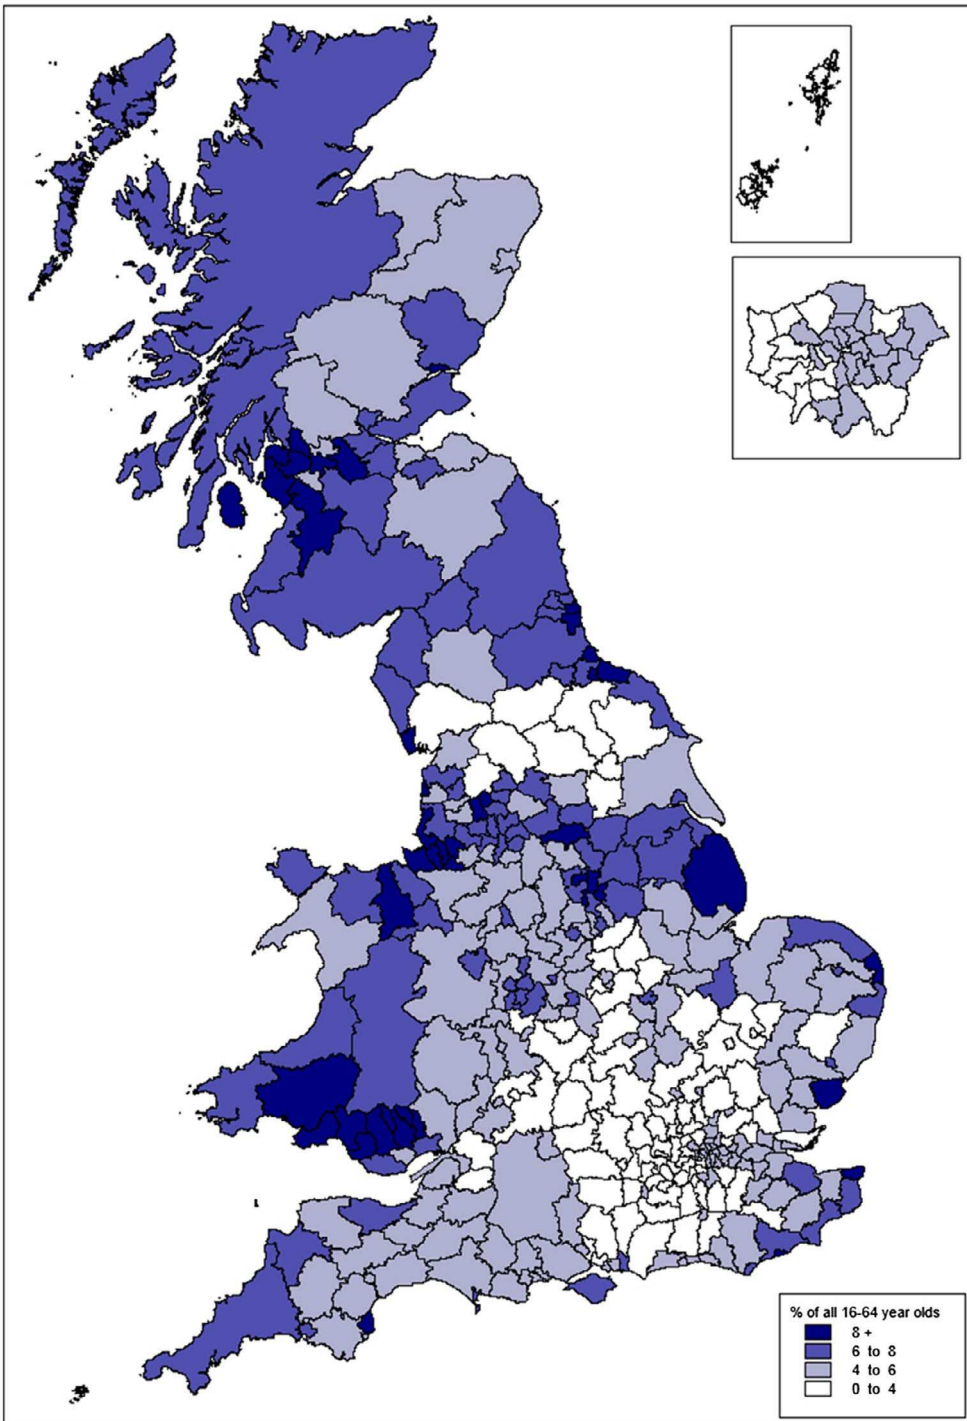 % of all 16-64 year olds
8 +
6 to 8
4 to 6
0 to 4